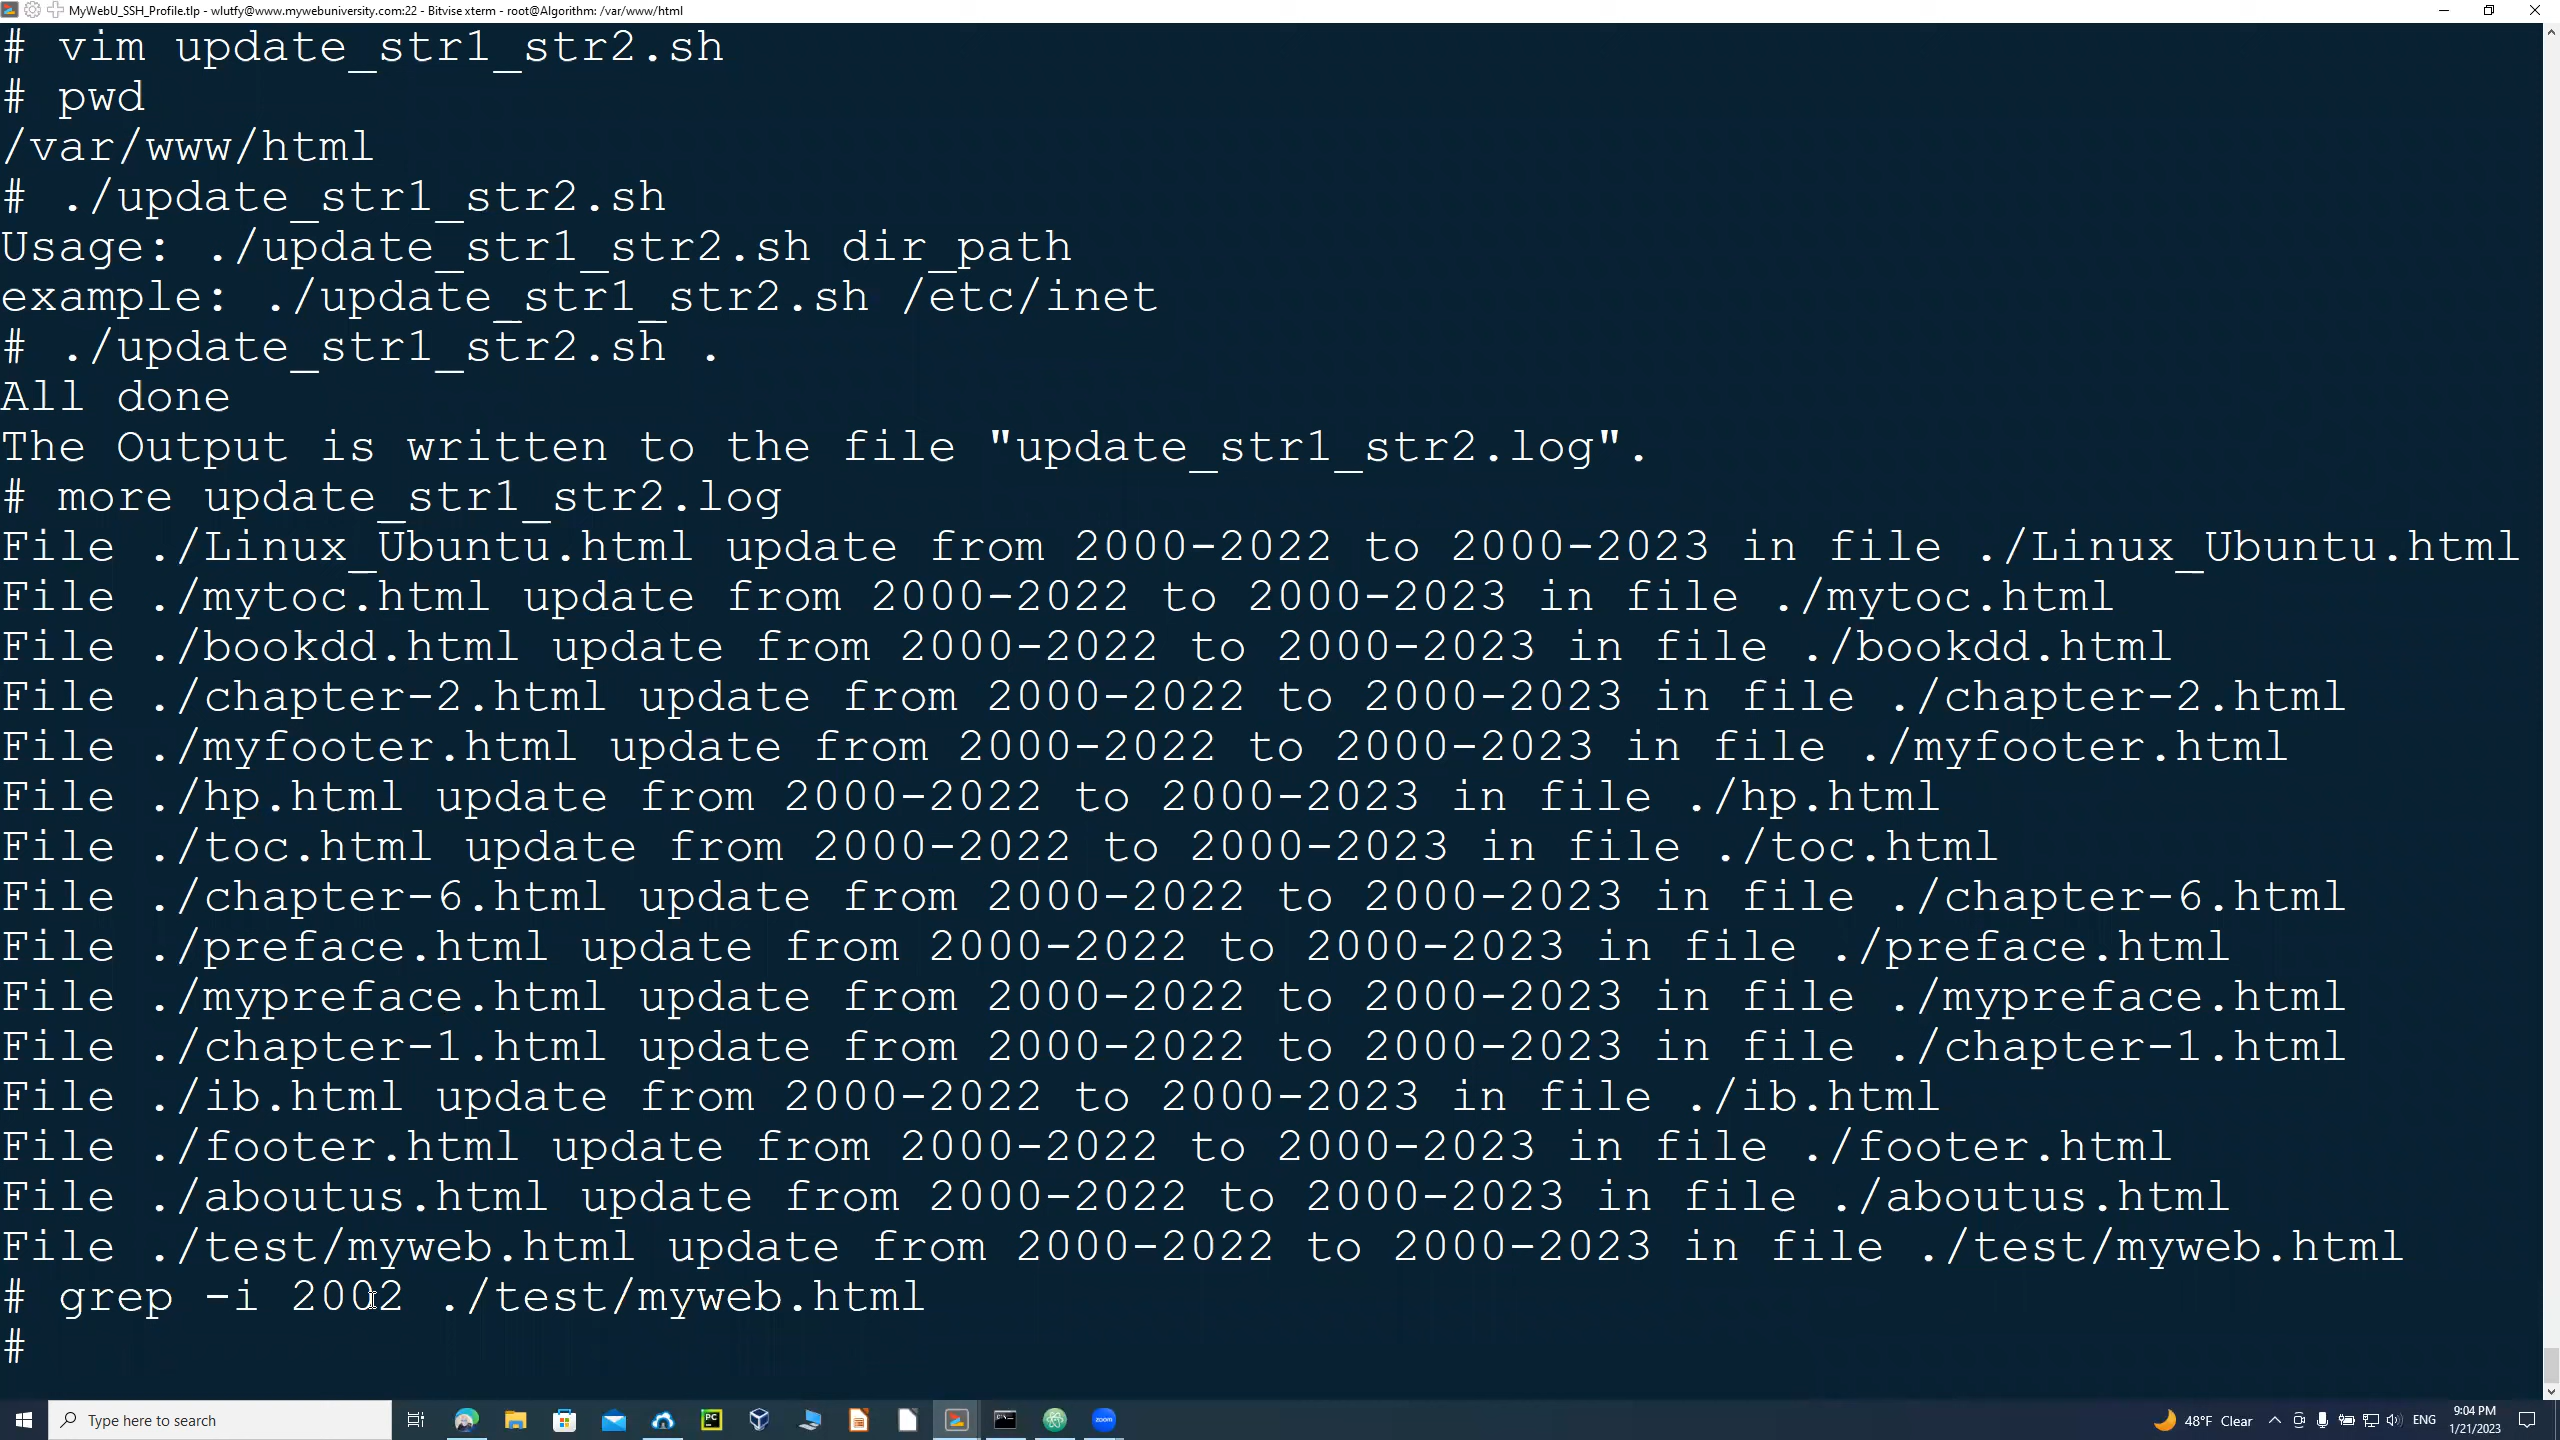 MyWebU_SSH_Profile.tlp - wlutfy@www.mywebuniversity.com:22 - Bitvise xterm - root@Algorithm: /var/www/html
# vim update_str1_str2.sh
# pwd
/var/www/html
# ./update_str1_str2.sh
Usage: ./update_str1_str2.sh dir_path
example: ./update_str1_str2.sh /etc/inet
# ./update_str1_str2.sh .
All done
The Output is written to the file "update_str1_str2.log".
# more update_str1_str2.log
File ./Linux_Ubuntu.html update from 2000-2022 to 2000-2023 in file ./Linux_Ubuntu.html
File ./mytoc.html update from 2000-2022 to 2000-2023 in file ./mytoc.html
File ./bookdd.html update from 2000-2022 to 2000-2023 in file ./bookdd.html
File ./chapter-2.html update from 2000-2022 to 2000-2023 in file ./chapter-2.html
File ./myfooter.html update from 2000-2022 to 2000-2023 in file ./myfooter.html
File ./hp.html update from 2000-2022 to 2000-2023 in file ./hp.html
File ./toc.html update from 2000-2022 to 2000-2023 in file ./toc.html
File ./chapter-6.html update from 2000-2022 to 2000-2023 in file ./chapter-6.html
File ./preface.html update from 2000-2022 to 2000-2023 in file ./preface.html
File ./mypreface.html update from 2000-2022 to 2000-2023 in file ./mypreface.html
File ./chapter-1.html update from 2000-2022 to 2000-2023 in file ./chapter-1.html
File ./ib.html update from 2000-2022 to 2000-2023 in file ./ib.html
File ./footer.html update from 2000-2022 to 2000-2023 in file ./footer.html
File ./aboutus.html update from 2000-2022 to 2000-2023 in file ./aboutus.html
File ./test/myweb.html update from 2000-2022 to 2000-2023 in file ./test/myweb.html
# grep -i 2002 ./test/myweb.html
#
Type here to search
PC
zoom
48°F Clear
ENG
9:04 PM
1/21/2023